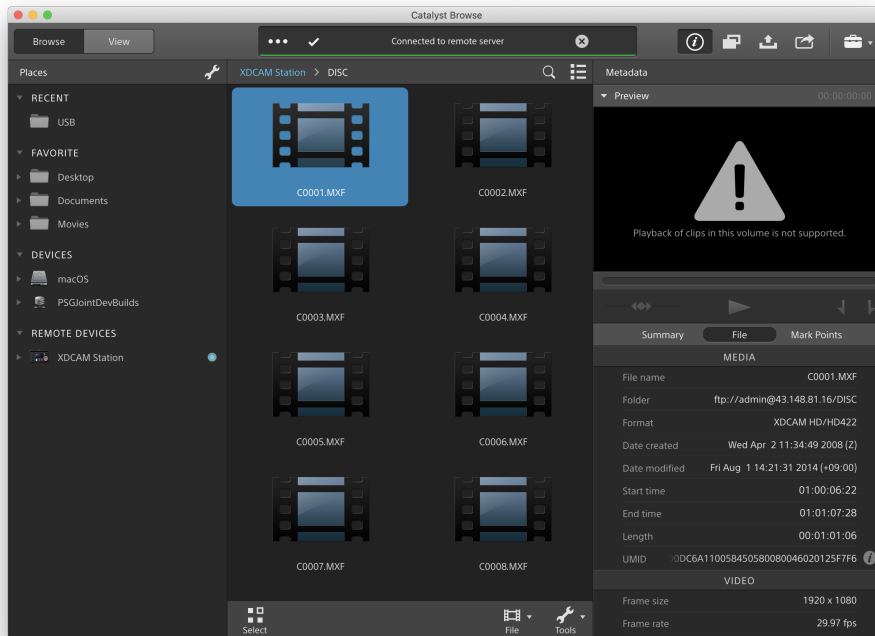 Catalyst Browse
Browse
View
Connected to remote server
Places
XDCAM Station > DISC
Metadata
Preview
00:00:00:00
RECENT
USB
FAVORITE
Desktop
Documents
Movies
DEVICES
macOS
PSGJointDevBuilds
REMOTE DEVICES
XDCAM Station
C0001.MXF
C0002.MXF
C0003.MXF
C0004.MXF
C0005.MXF
C0006.MXF
C0007.MXF
C0008.MXF
Select
File
Tools
Playback of clips in this volume is not supported.
Summary
File
Mark Points
MEDIA
File name C0001.MXF
Folder ftp://admin@43.148.81.16/DISC
Format XDCAM HD/HD422
Date created Wed Apr 2 11:34:49 2008 (Z)
Date modified Fri Aug 1 14:21:31 2014 (+09:00)
Start time 01:00:06:22
End time 01:01:07:28
Length 00:01:01:06
UMID
VIDEO
Frame size 1920 x 1080
Frame rate 29.97 fps